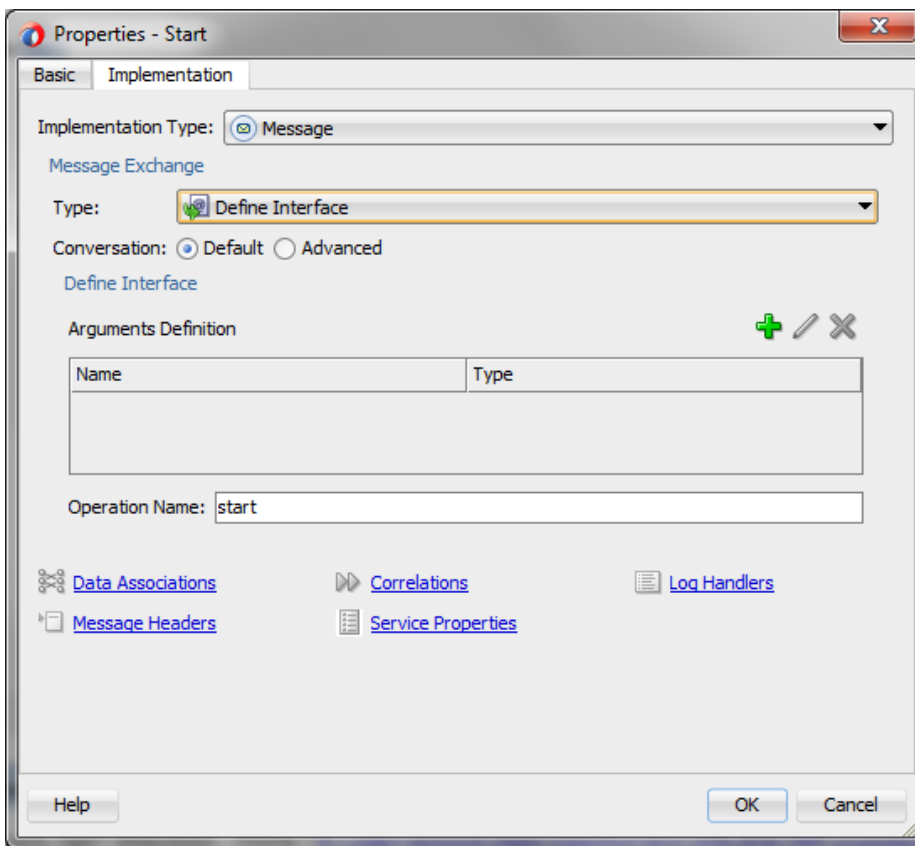 Properties - Start
Basic Implementation
Implementation Type: Message
Message Exchange
Type: Define Interface
Conversation: Default Advanced
Define Interface
Arguments Definition
Name Type
Operation Name: start
Data Associations Correlations Log Handlers
Message Headers Service Properties
Help OK Cancel